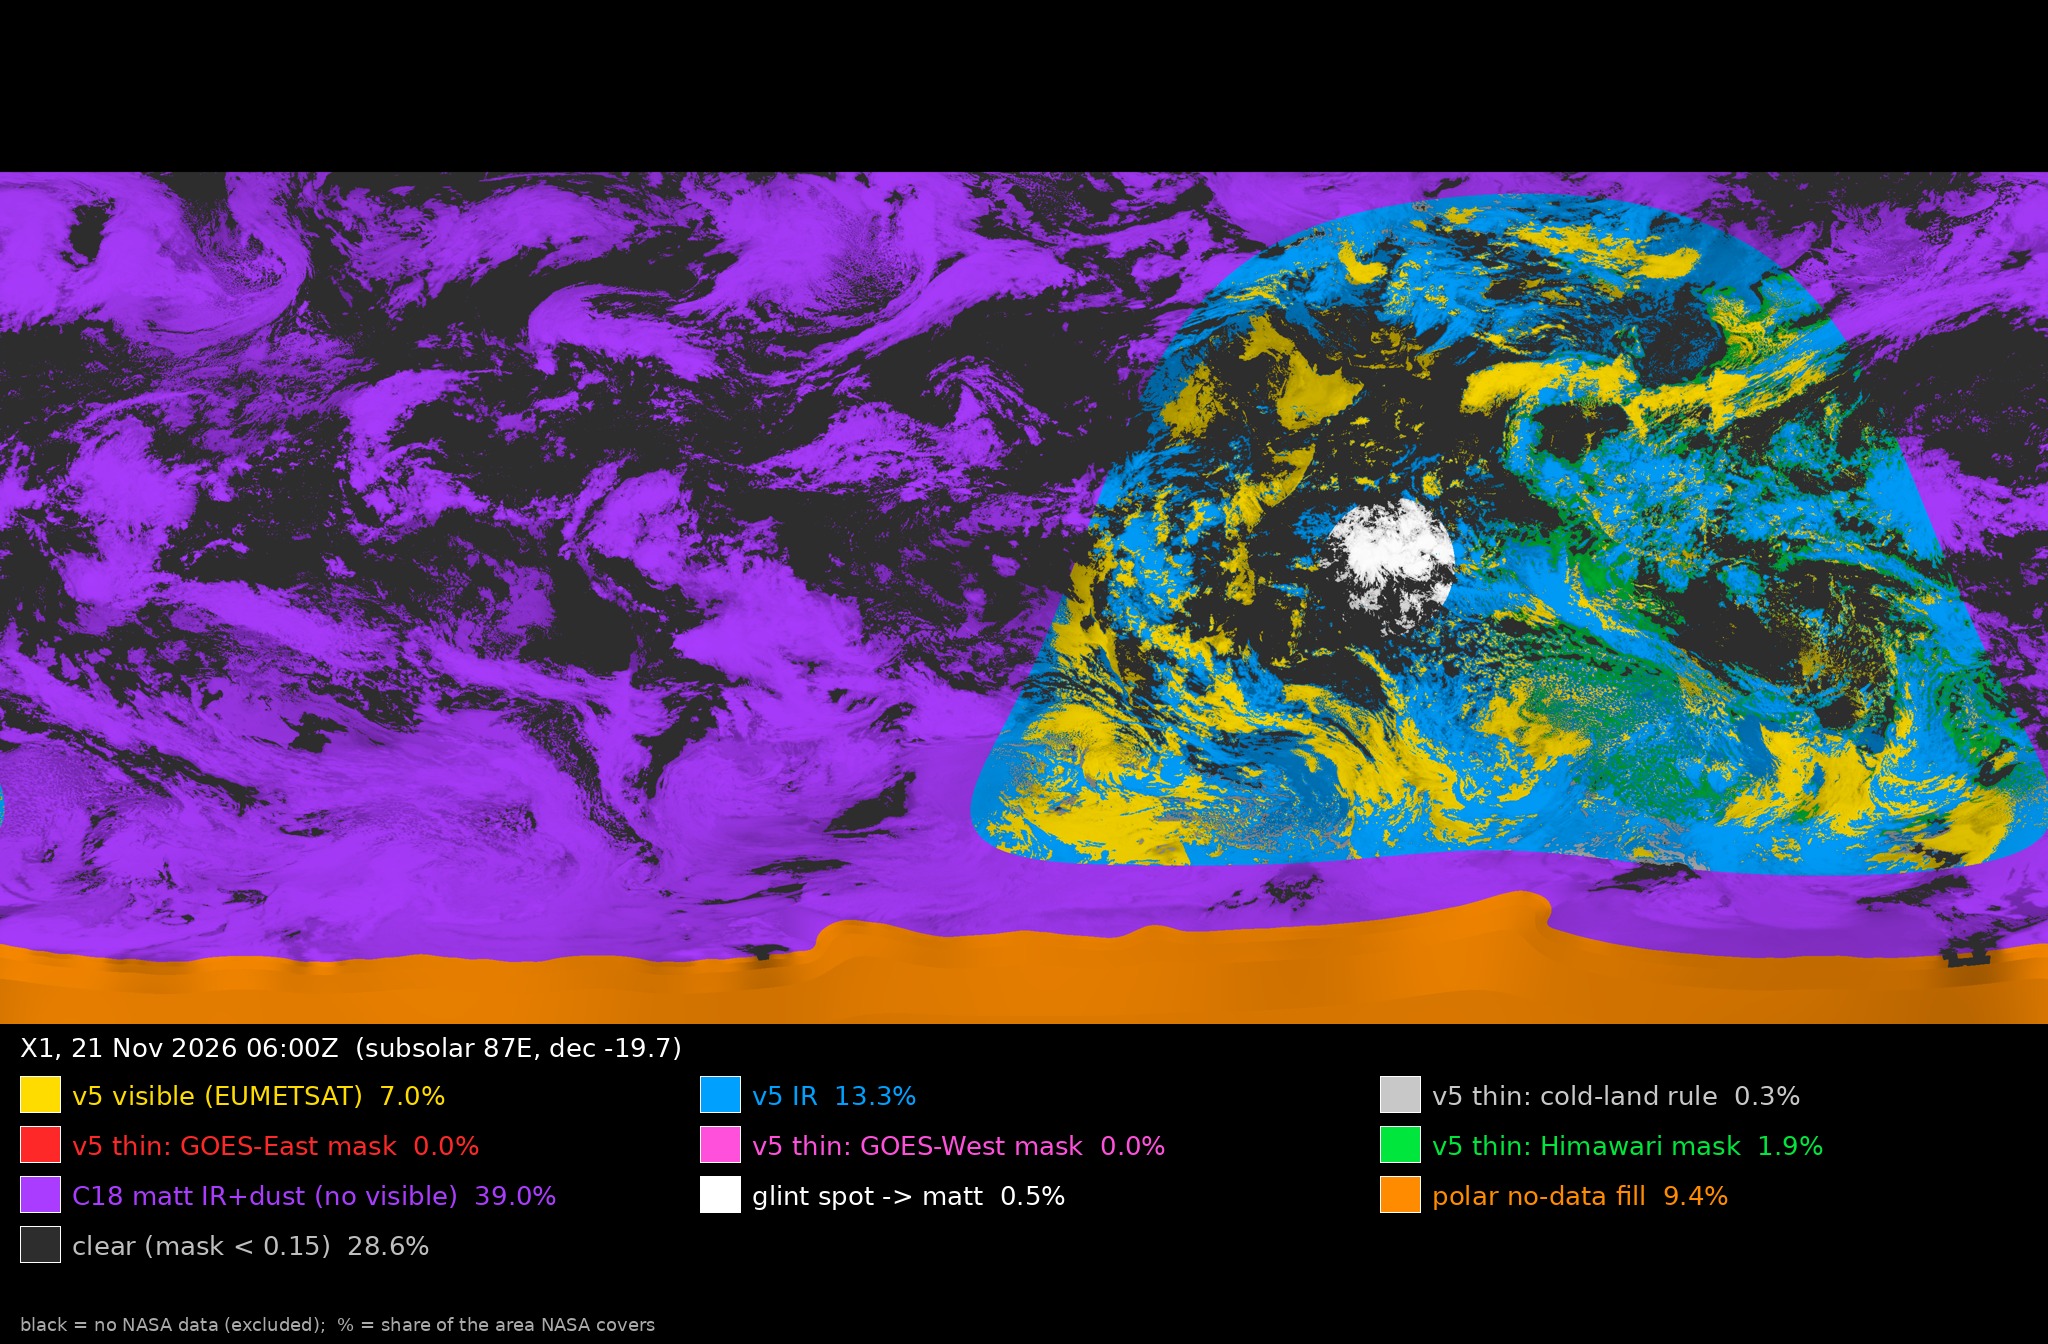 X1, 21 Nov 2026 06:00Z  (subsolar 87E, dec -19.7)
v5 visible (EUMETSAT)  7.0%
v5 IR  13.3%
v5 thin: cold-land rule  0.3%
v5 thin: GOES-East mask  0.0%
v5 thin: GOES-West mask  0.0%
v5 thin: Himawari mask  1.9%
C18 matt IR+dust (no visible)  39.0%
glint spot -> matt  0.5%
polar no-data fill  9.4%
clear (mask < 0.15)  28.6%
black = no NASA data (excluded);  % = share of the area NASA covers